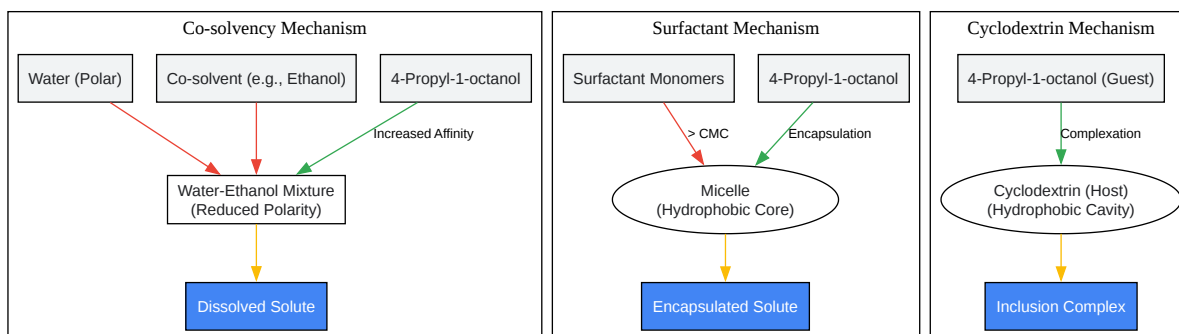 Co-solvency Mechanism
Water (Polar)
Co-solvent (e.g., Ethanol)
4-Propyl-1-octanol
Increased Affinity
Water-Ethanol Mixture
(Reduced Polarity)
Dissolved Solute
Surfactant Mechanism
Surfactant Monomers
4-Propyl-1-octanol
> CMC
Encapsulation
Micelle
(Hydrophobic Core)
Encapsulated Solute
Cyclodextrin Mechanism
4-Propyl-1-octanol (Guest)
Complexation
Cyclodextrin (Host)
(Hydrophobic Cavity)
Inclusion Complex